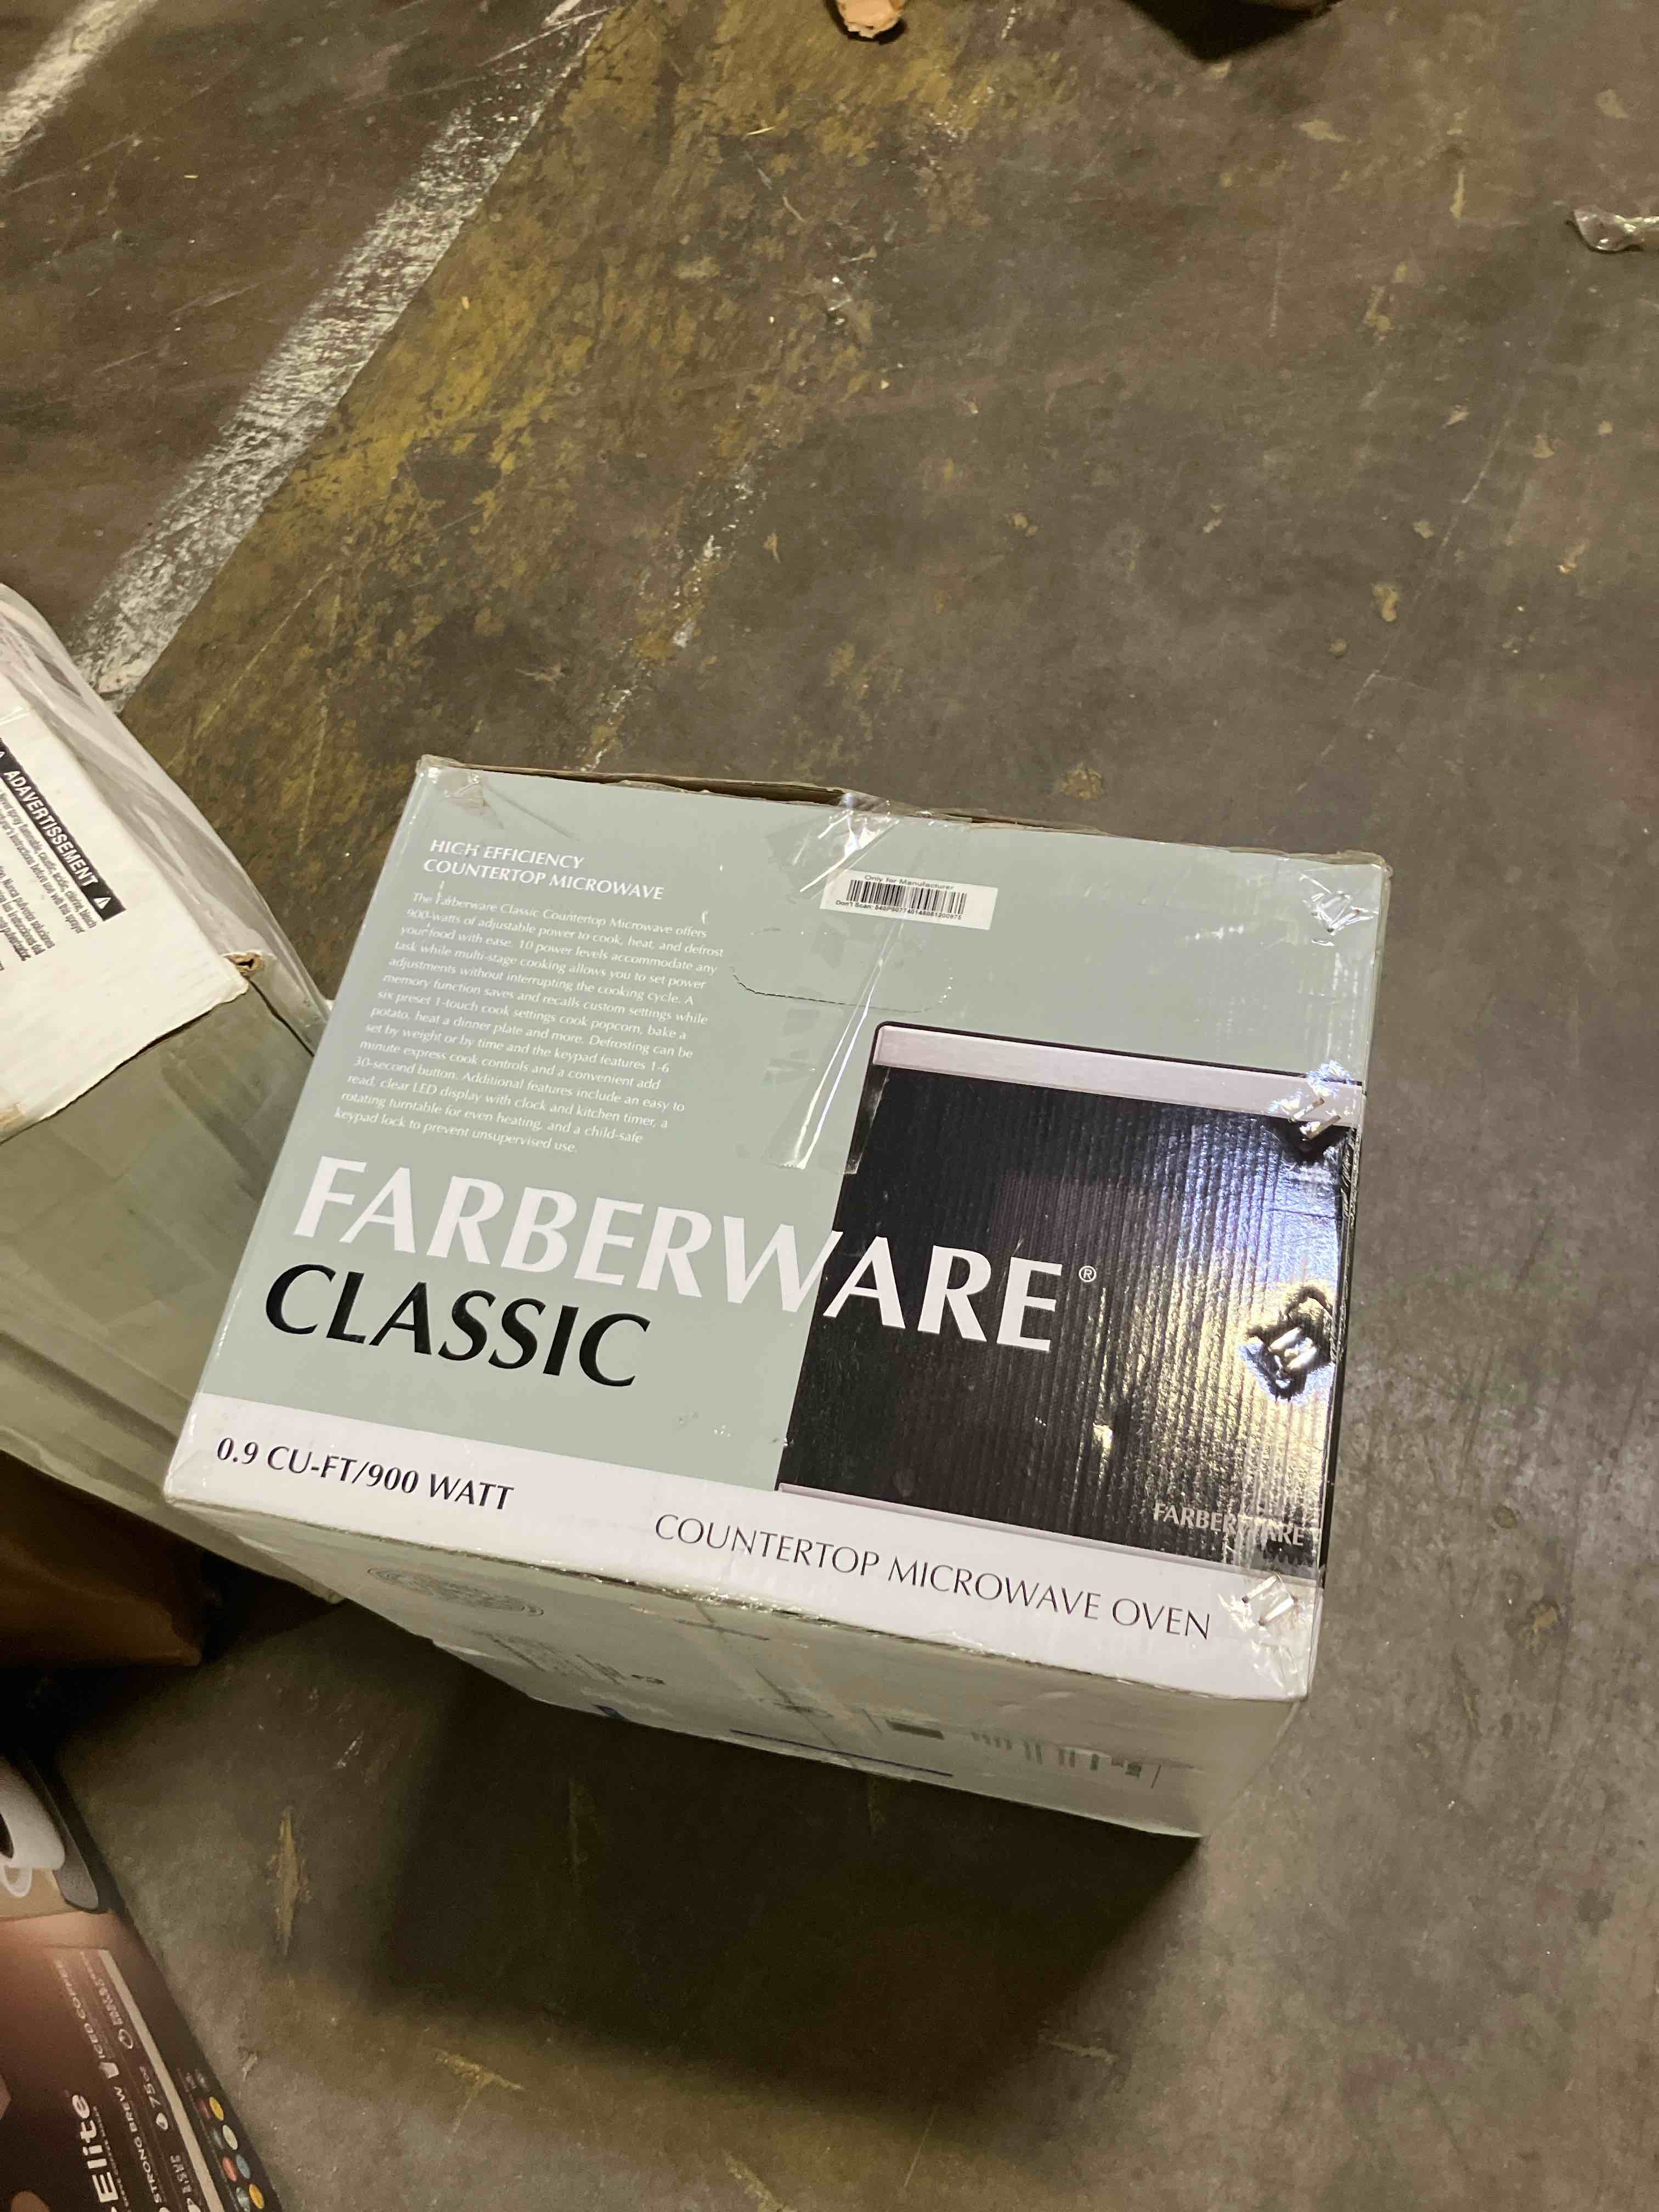 ADAVERTISSEMENT
HIGH EFFICIENCY
COUNTERTOP MICROWAVE
The Farberware Classic Countertop Microwave offers
900-watts of adjustable power to cook, heat, and defrost
your food with ease. 10 power levels accommodate any
task while multi-stage cooking allows you to set power
adjustments without interrupting the cooking cycle. A
memory function saves and recalls custom settings while
six preset 1-touch cook settings cook popcorn, bake a
potato, heat a dinner plate and more. Defrosting can be
set by weight or by time and the keypad features 1-6
minute express cook controls and a convenient add
30-second button. Additional features include an easy to
read, clear LED display with clock and kitchen timer, a
rotating turntable for even heating, and a child-safe
keypad lock to prevent unsupervised use.
Only for Manufacturer
Don't Scan:
FARBERWARE®
CLASSIC
FARBERWARE
0.9 CU-FT/900 WATT
COUNTERTOP MICROWAVE OVEN
Elite
STRONG BREW
ICED COFFEE
75oz